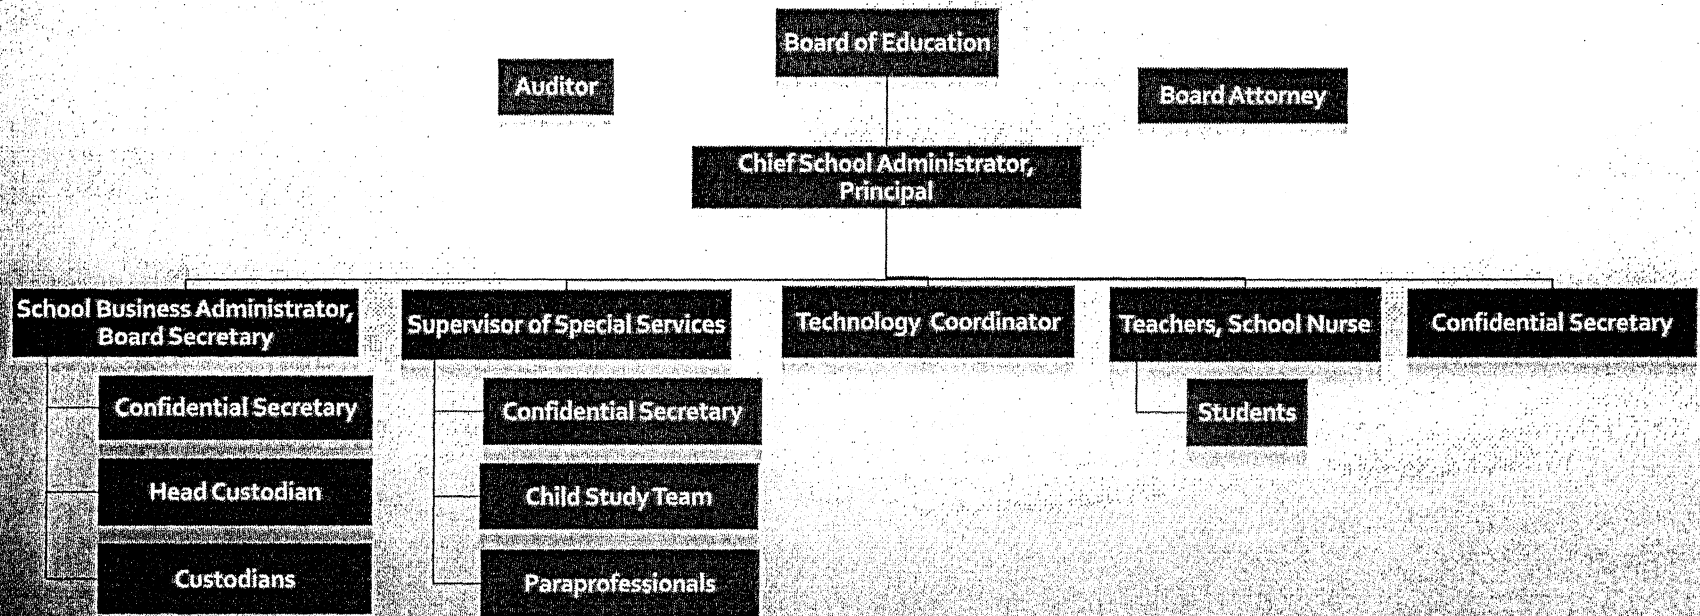 Board of Education
Auditor
Board Attorney
Chief School Administrator,
Principal
School Business Administrator,
Board Secretary
Supervisor of Special Services
Technology Coordinator
Teachers, School Nurse
Confidential Secretary
Confidential Secretary
Confidential Secretary
Students
Head Custodian
Child Study Team
Custodians
Paraprofessionals